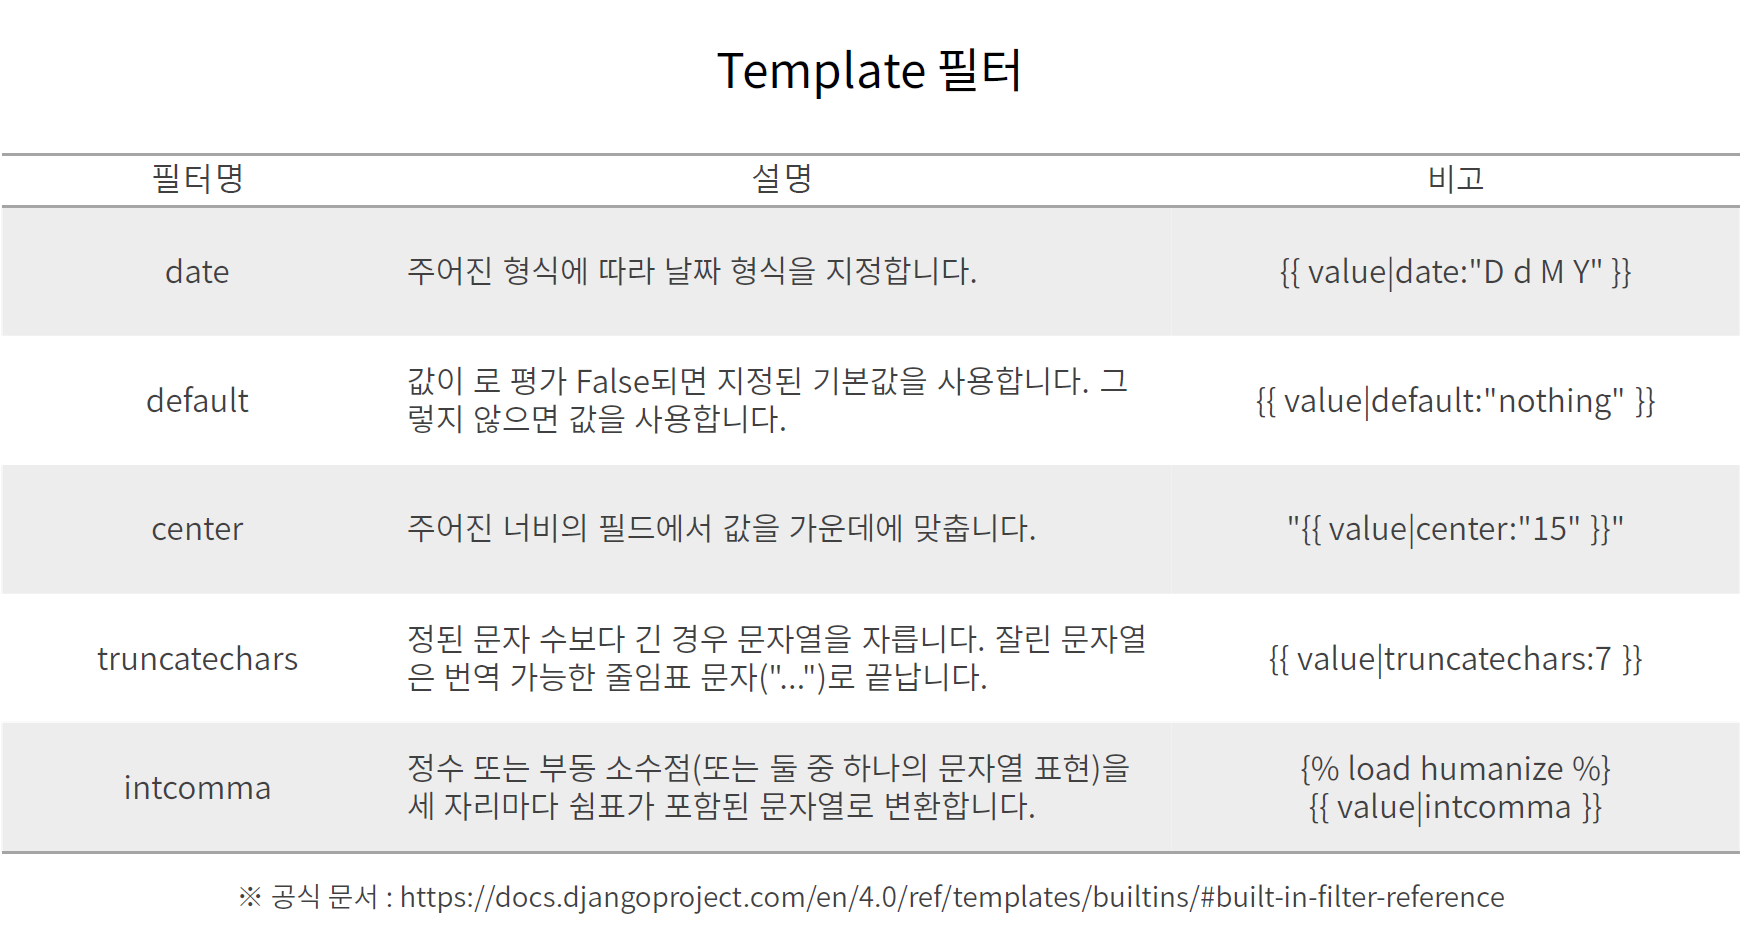 Template 필터
필터명 설명 비고
date 주어진 형식에 따라 날짜 형식을 지정합니다. {{ value|date:"D d M Y" }}
default 값이 로 평가 False되면 지정된 기본값을 사용합니다. 그
렇지 않으면 값을 사용합니다. {{ value|default:"nothing" }}
center 주어진 너비의 필드에서 값을 가운데에 맞춥니다. "{{ value|center:"15" }}"
truncatechars 정된 문자 수보다 긴 경우 문자열을 자릅니다. 잘린 문자열
은 번역 가능한 줄임표 문자("...")로 끝납니다. {{ value|truncatechars:7 }}
intcomma 정수 또는 부동 소수점(또는 둘 중 하나의 문자열 표현)을 {% load humanize %}
세 자리마다 쉼표가 포함된 문자열로 변환합니다. {{ value|intcomma }}
※ 공식 문서 : https://docs.djangoproject.com/en/4.0/ref/templates/builtins/#built-in-filter-reference